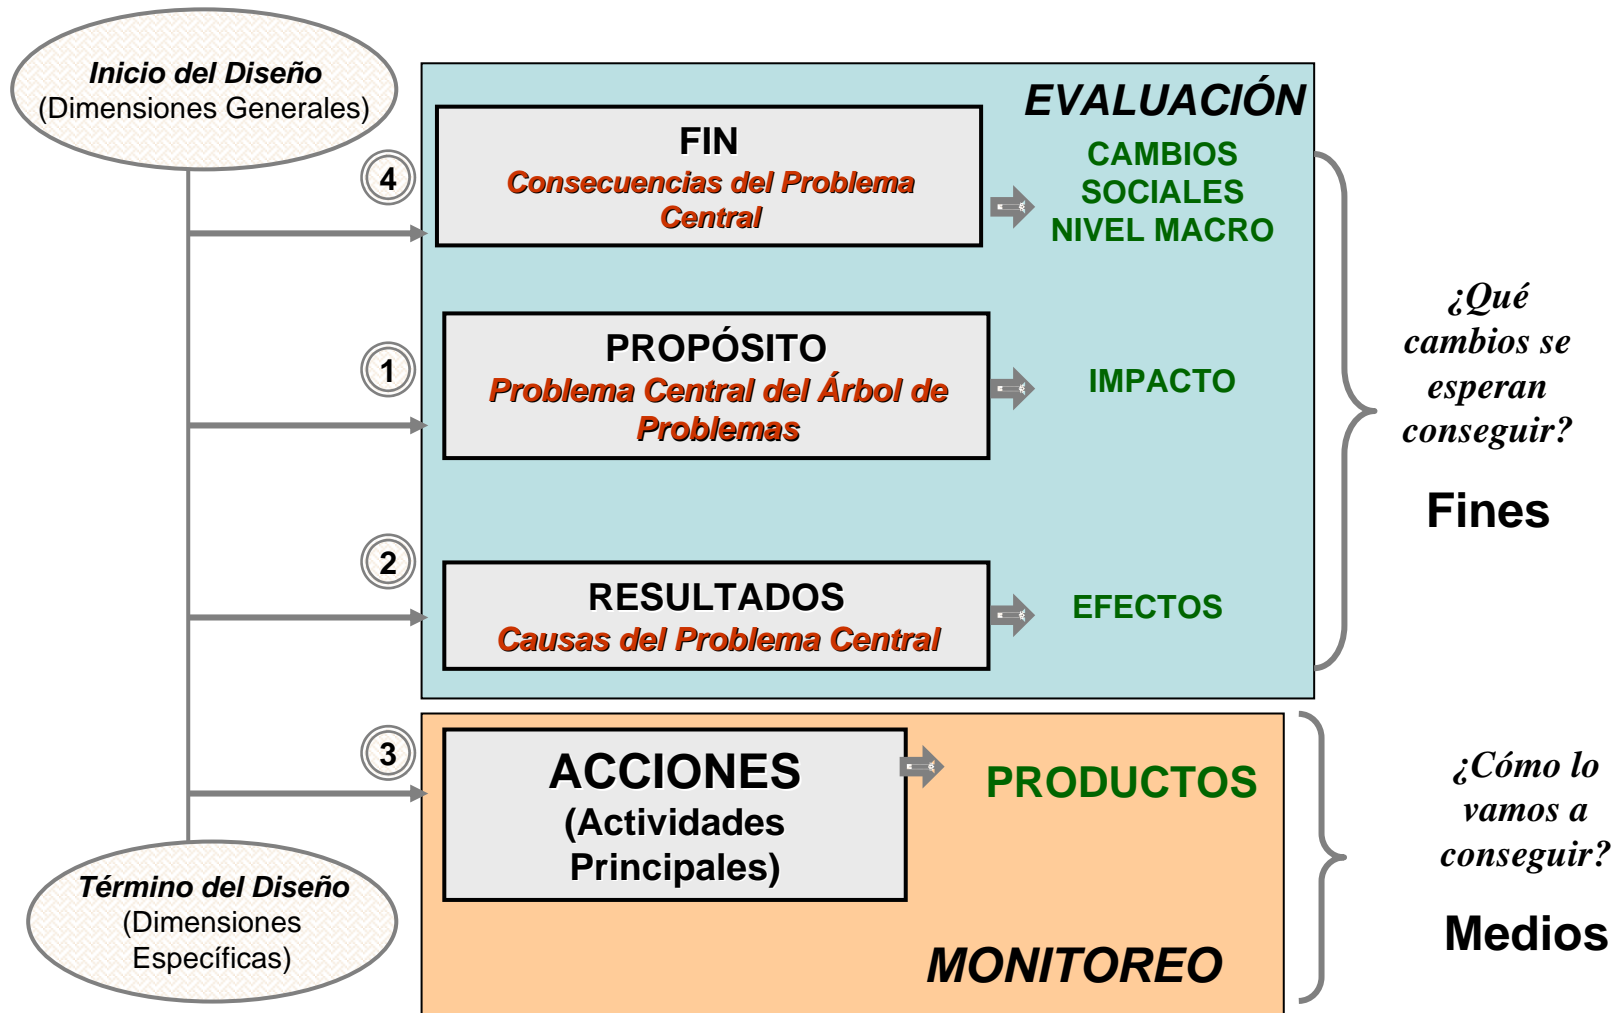 Inicio del Diseño
(Dimensiones Generales)
EVALUACIÓN
4
FIN
Consecuencias del Problema
Central
CAMBIOS
SOCIALES
NIVEL MACRO
1
PROPÓSITO
Problema Central del Árbol de
Problemas
IMPACTO
¿Qué
cambios se
esperan
conseguir?
Fines
2
RESULTADOS
Causas del Problema Central
EFECTOS
3
ACCIONES
(Actividades
Principales)
PRODUCTOS
¿Cómo lo
vamos a
conseguir?
Medios
Término del Diseño
(Dimensiones
Específicas)
MONITOREO